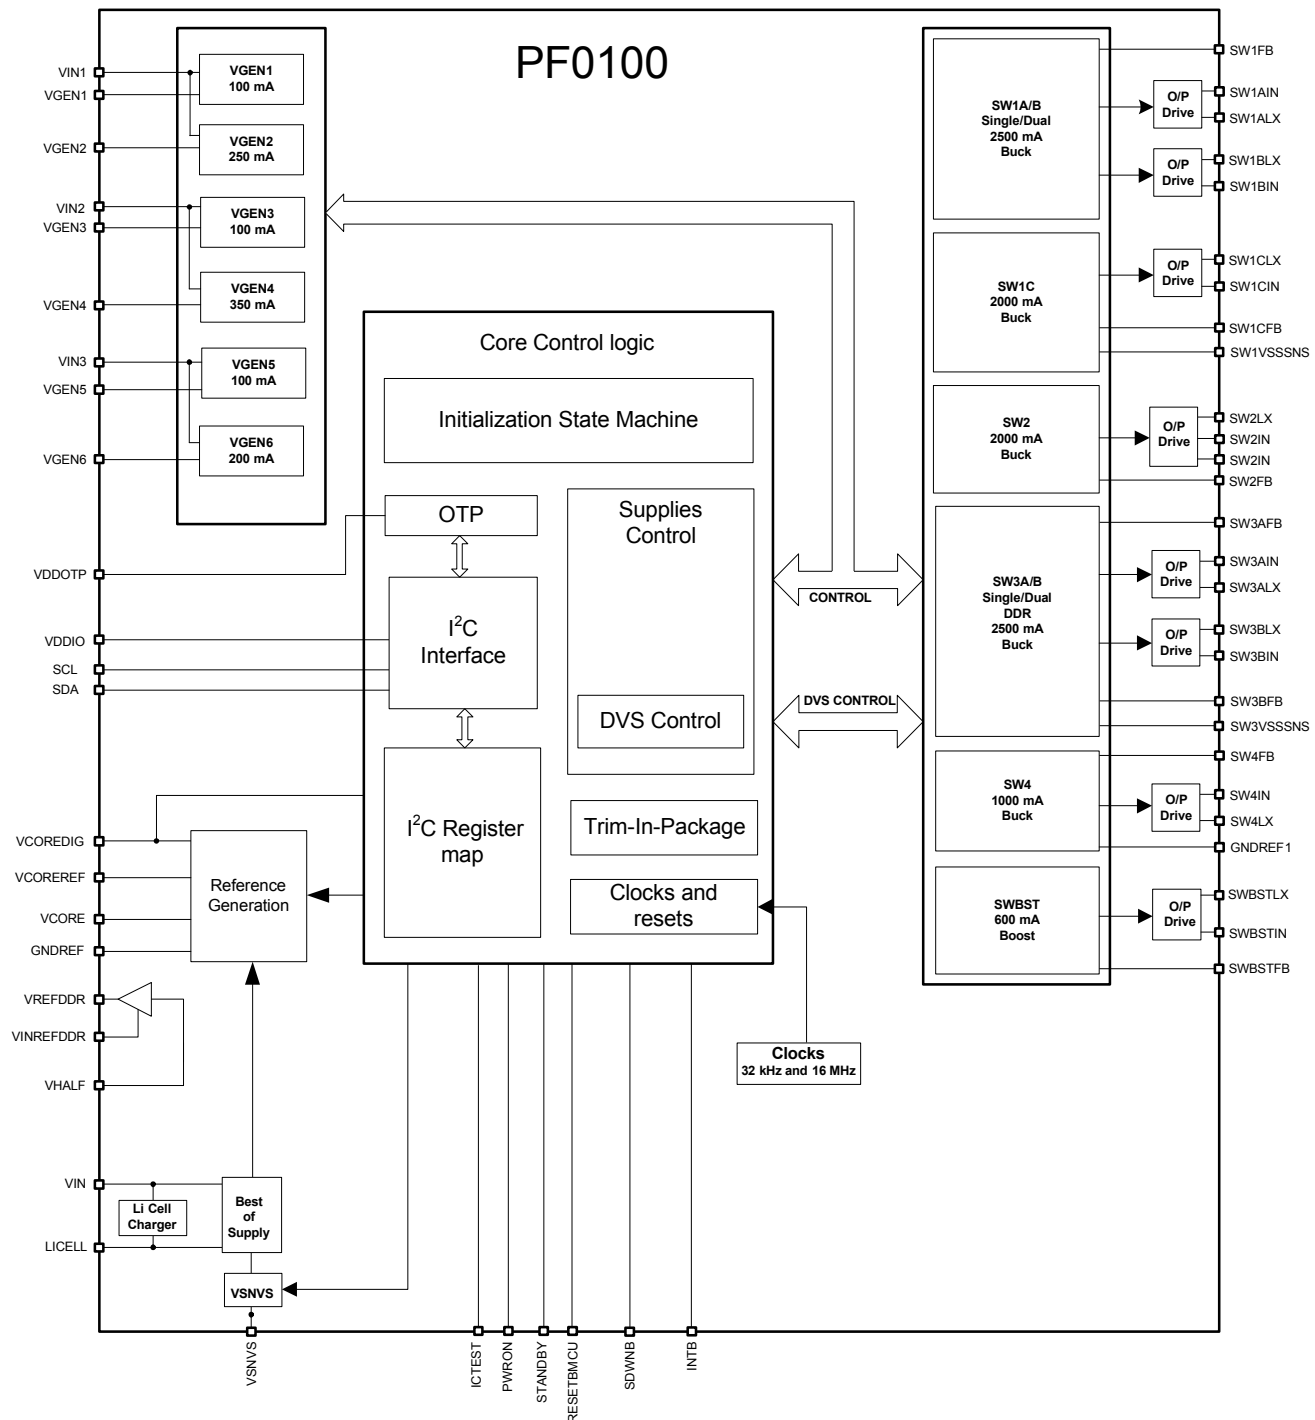 PF0100
VIN1
VGEN1
VGEN2
VIN2
VGEN3
VGEN4
VIN3
VGEN5
VGEN6
VDDOTP
VDDIO
SCL
SDA
VCOREDIG
VCOREREF
VCORE
GNDREF
VREFDDR
VINREFDDR
VHALF
VIN
LICELL
VGEN1
100 mA
VGEN2
250 mA
VGEN3
100 mA
VGEN4
350 mA
VGEN5
100 mA
VGEN6
200 mA
Core Control logic
Initialization State Machine
OTP
I²C
Interface
I²C Register
map
Supplies
Control
DVS Control
Trim-In-Package
Clocks and
resets
Reference
Generation
Li Cell
Charger
Best
of
Supply
VSNVS
Clocks
32 kHz and 16 MHz
CONTROL
DVS CONTROL
SW1A/B
Single/Dual
2500 mA
Buck
SW1C
2000 mA
Buck
SW2
2000 mA
Buck
SW3A/B
Single/Dual
DDR
2500 mA
Buck
SW4
1000 mA
Buck
SWBST
600 mA
Boost
O/P
Drive
O/P
Drive
O/P
Drive
O/P
Drive
O/P
Drive
O/P
Drive
O/P
Drive
O/P
Drive
SW1FB
SW1AIN
SW1ALX
SW1BLX
SW1BIN
SW1CLX
SW1CIN
SW1CFB
SW1VSSSNS
SW2LX
SW2IN
SW2IN
SW2FB
SW3AFB
SW3AIN
SW3ALX
SW3BLX
SW3BIN
SW3BFB
SW3VSSSNS
SW4FB
SW4IN
SW4LX
GNDREF1
SWBSTLX
SWBSTIN
SWBSTFB
VSNVS
ICTEST
PWRON
STANDBY
RESETBMCU
SDWNB
INTB